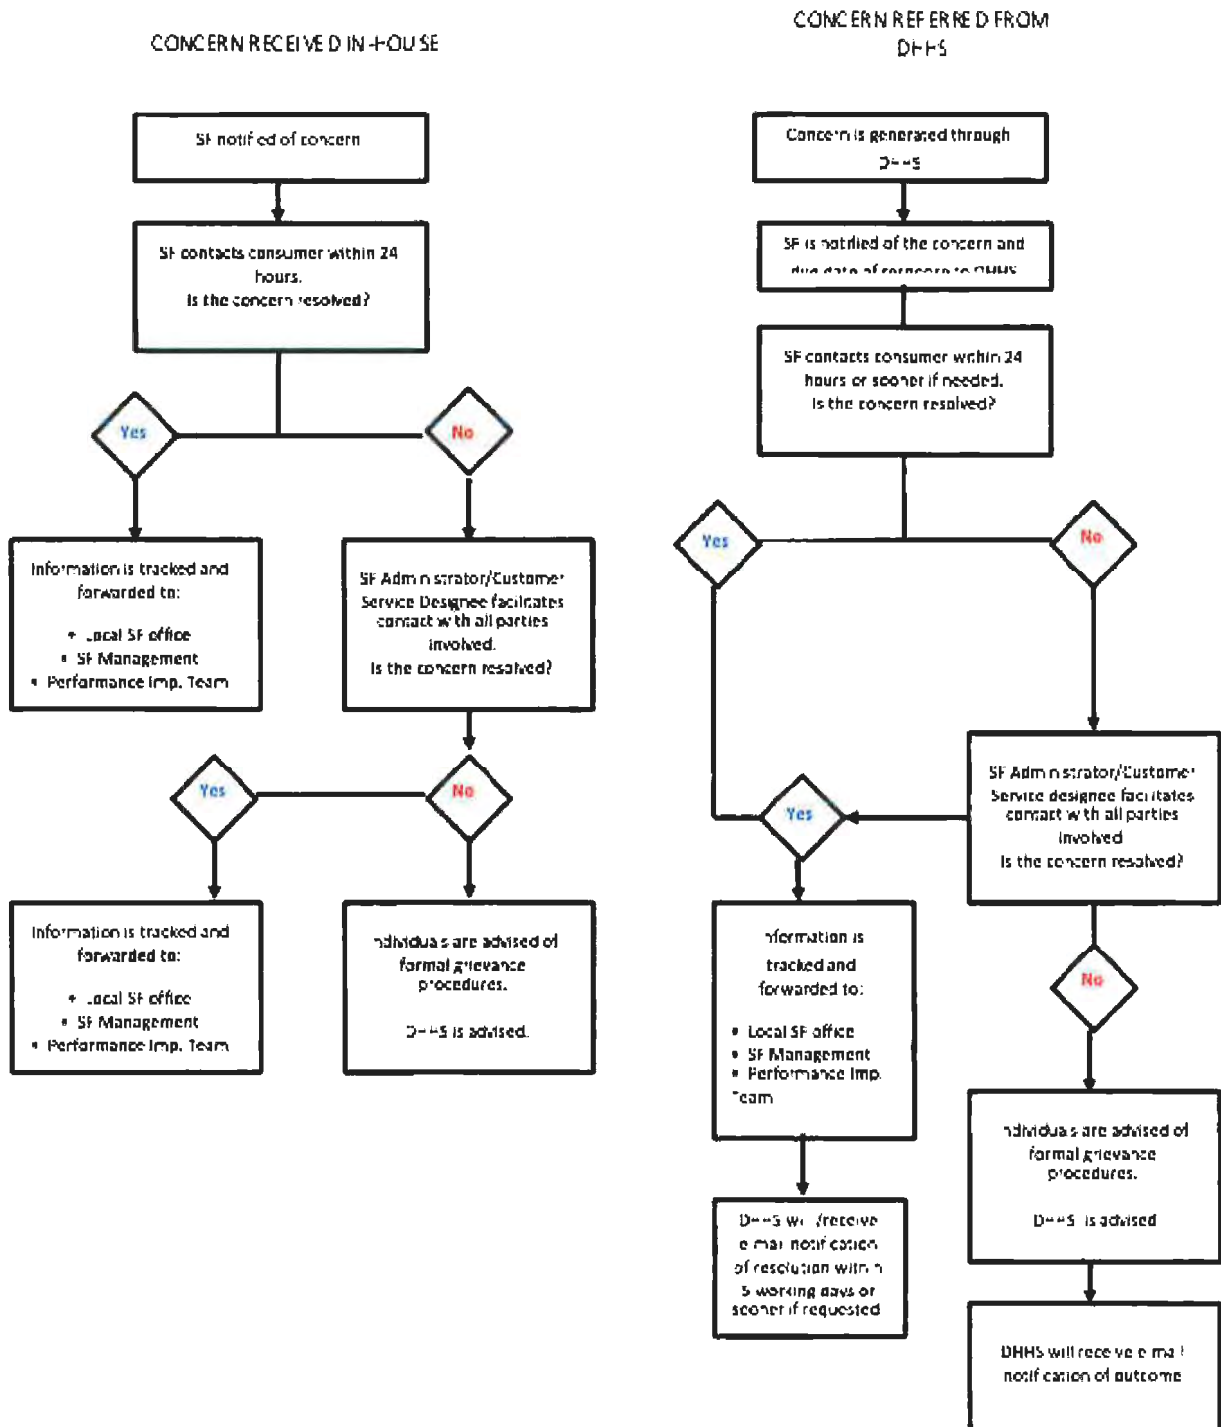 CONCERN RECEIVED IN-HOUSE
SF notified of concern
SF contacts consumer within 24
hours.
Is the concern resolved?
Yes
No
Information is tracked and
forwarded to:
• Local SF office
• SF Management
• Performance Imp. Team
SF Administrator/Customer
Service Designee facilitates
contact with all parties
involved.
Is the concern resolved?
Yes
No
Information is tracked and
forwarded to:
• Local SF office
• SF Management
• Performance Imp. Team
Individuals are advised of
formal grievance
procedures.
DHHS is advised.
CONCERN REFERRED FROM
DHHS
Concern is generated through
DHHS
SF is notified of the concern and
due date of concern to DHHS
SF contacts consumer within 24
hours or sooner if needed.
Is the concern resolved?
Yes
No
SF Administrator/Customer
Service designee facilitates
contact with all parties
involved
Is the concern resolved?
Yes
No
Information is
tracked and
forwarded to:
• Local SF office
• SF Management
• Performance Imp.
Team
Individuals are advised of
formal grievance
procedures.
DHHS is advised
DHHS will/receive
e-mail notification
of resolution within
5 working days or
sooner if requested
DHHS will receive e-mail
notification of outcome